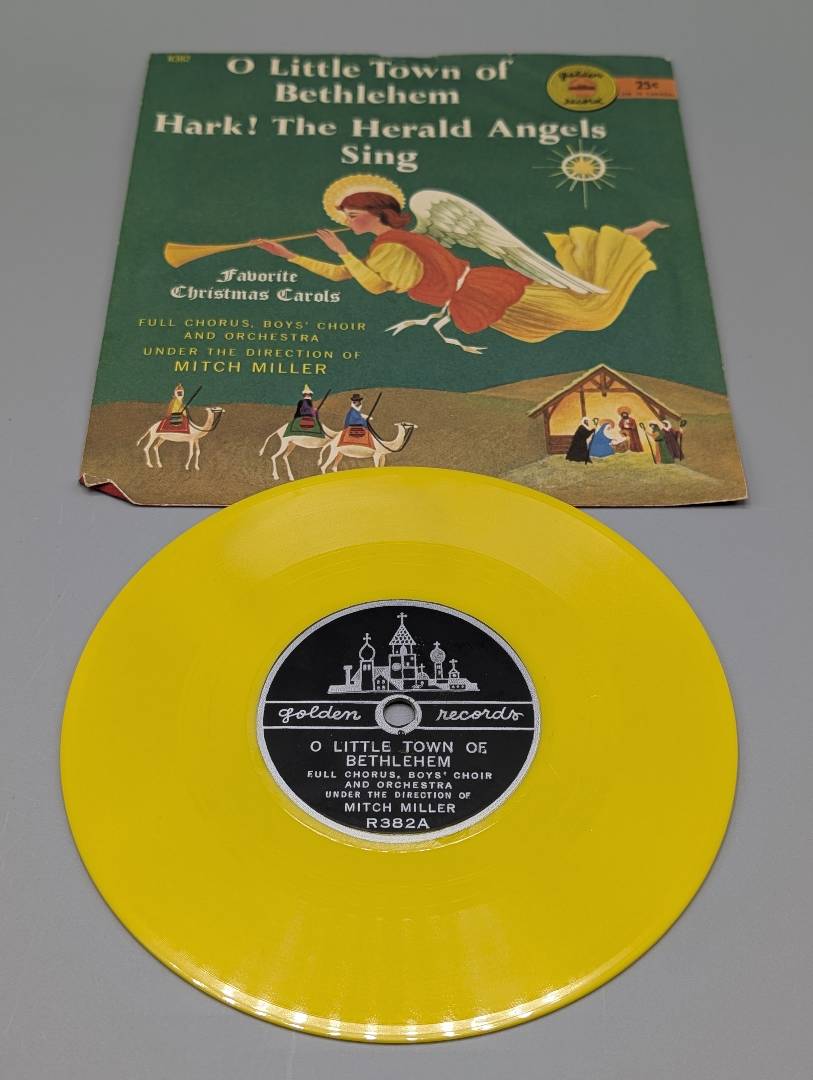 R382
O Little Town of
Bethlehem
Hark! The Herald Angels
Sing
golden
record
25¢
Favorite
Christmas Carols
FULL CHORUS, BOYS' CHOIR
AND ORCHESTRA
UNDER THE DIRECTION OF
MITCH MILLER
golden records
O LITTLE TOWN OF
BETHLEHEM
FULL CHORUS, BOYS' CHOIR
AND ORCHESTRA
UNDER THE DIRECTION OF
MITCH MILLER
R382A